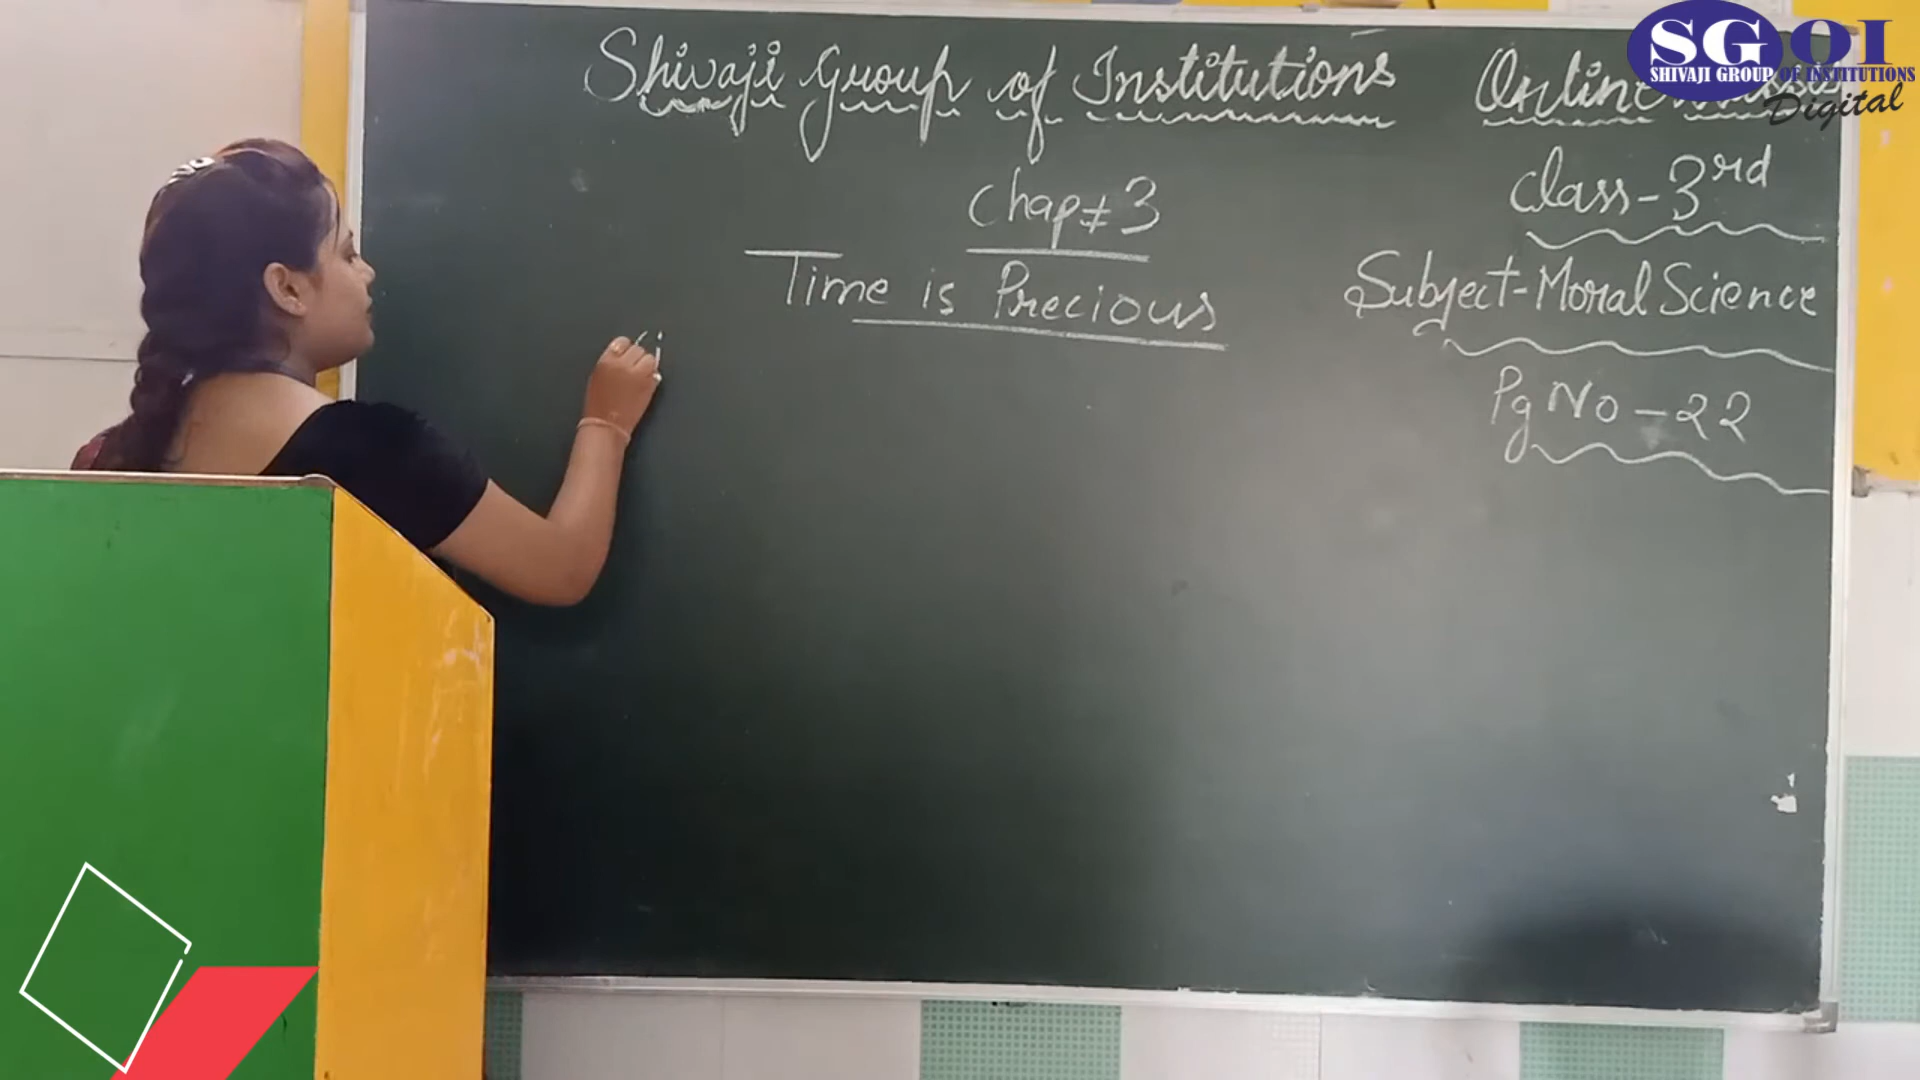 Shivaji Group of Institutions
Chap# 3
Time is Precious
(i
Online
Class - 3rd
Subject - Moral Science
Pg No - 22
SGOI
SHIVAJI GROUP OF INSTITUTIONS
Digital